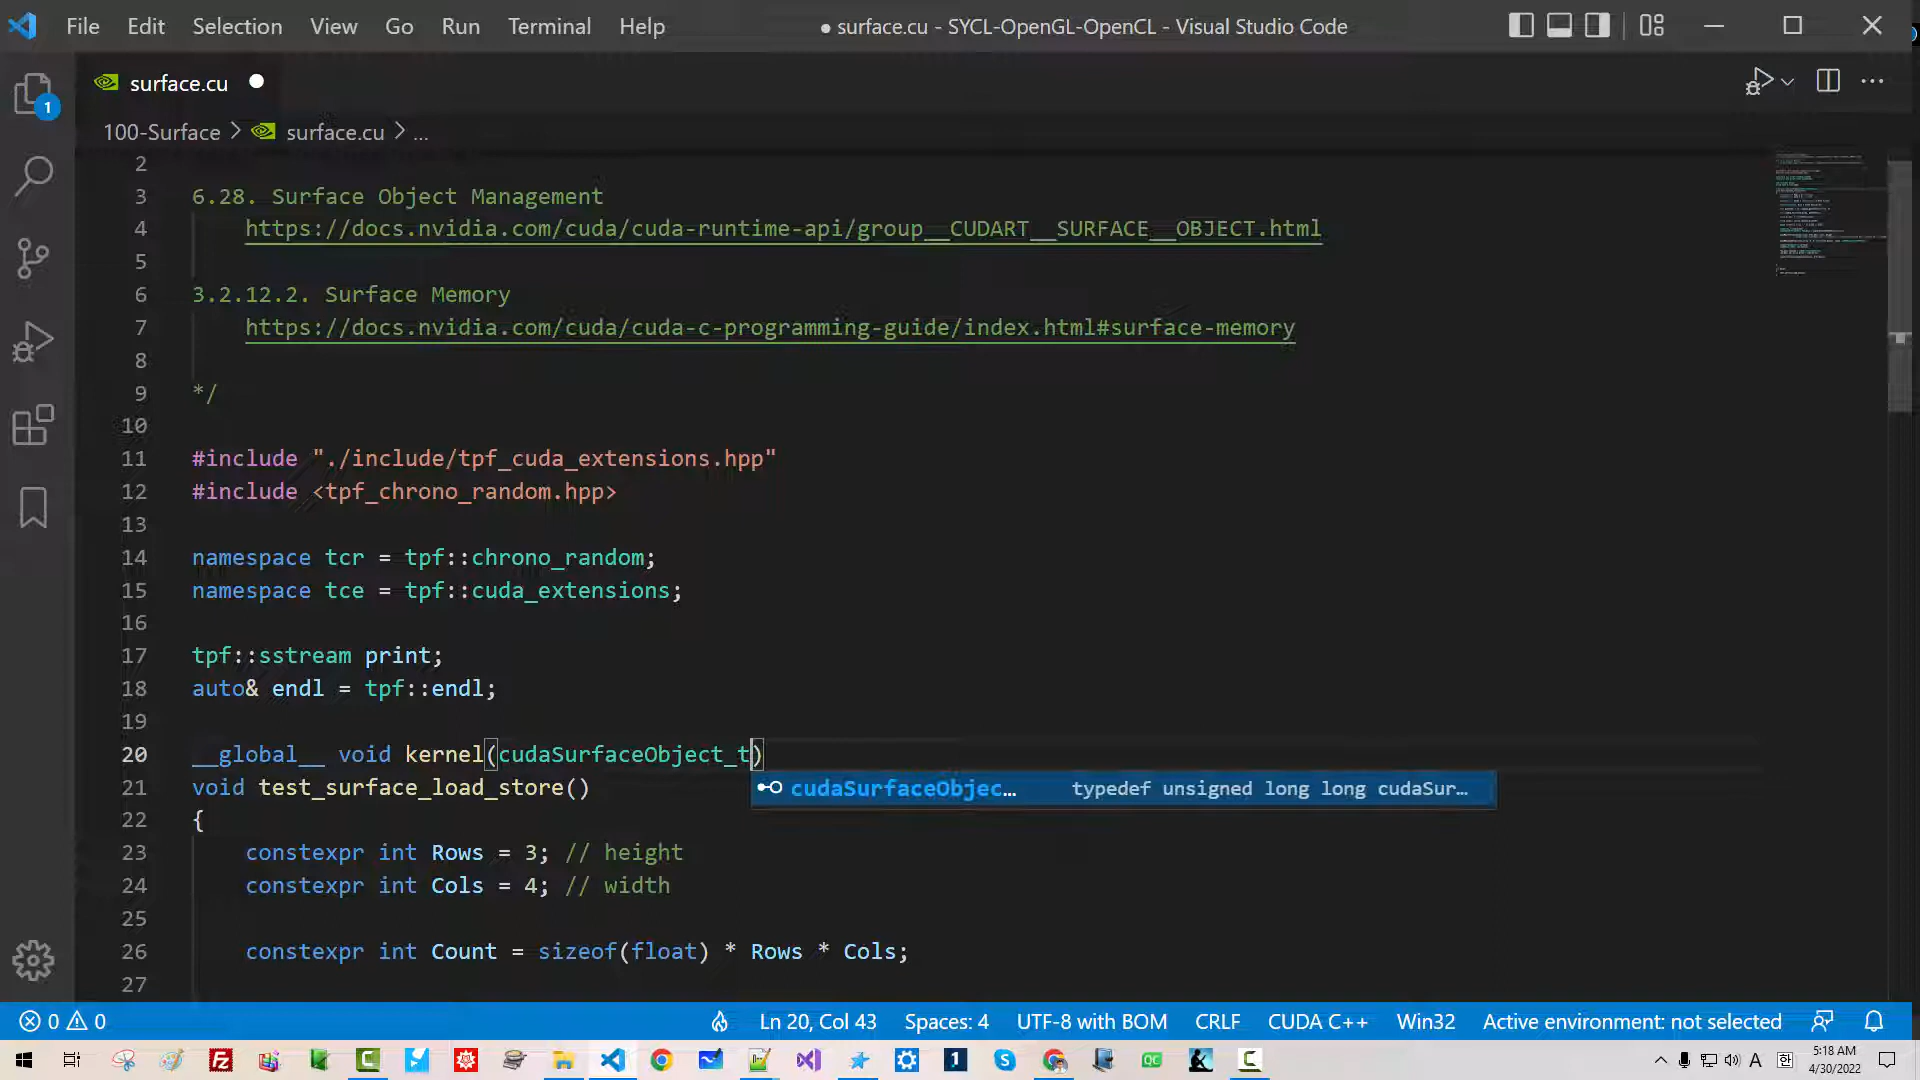 File Edit Selection View Go Run Terminal Help ● surface.cu - SYCL-OpenGL-OpenCL - Visual Studio Code
surface.cu
100-Surface > surface.cu > ...
1
2
3 6.28. Surface Object Management
4 https://docs.nvidia.com/cuda/cuda-runtime-api/group__CUDART__SURFACE__OBJECT.html
5
6 3.2.12.2. Surface Memory
7 https://docs.nvidia.com/cuda/cuda-c-programming-guide/index.html#surface-memory
8
9 */
10
11 #include "./include/tpf_cuda_extensions.hpp"
12 #include <tpf_chrono_random.hpp>
13
14 namespace tcr = tpf::chrono_random;
15 namespace tce = tpf::cuda_extensions;
16
17 tpf::sstream print;
18 auto& endl = tpf::endl;
19
20 __global__ void kernel(cudaSurfaceObject_t)
21 void test_surface_load_store()
cudaSurfaceObjec… typedef unsigned long long cudaSur…
22 {
23 constexpr int Rows = 3; // height
24 constexpr int Cols = 4; // width
25
26 constexpr int Count = sizeof(float) * Rows * Cols;
27
0 0 Ln 20, Col 43 Spaces: 4 UTF-8 with BOM CRLF CUDA C++ Win32 Active environment: not selected
A 한 5:18 AM
4/30/2022